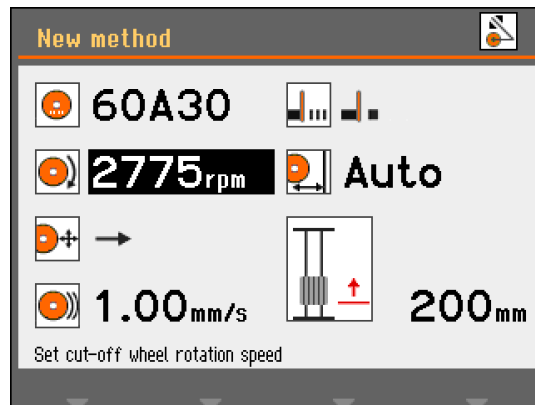 New method
60A30
2775rpm
Auto
1.00mm/s
200mm
Set cut-off wheel rotation speed